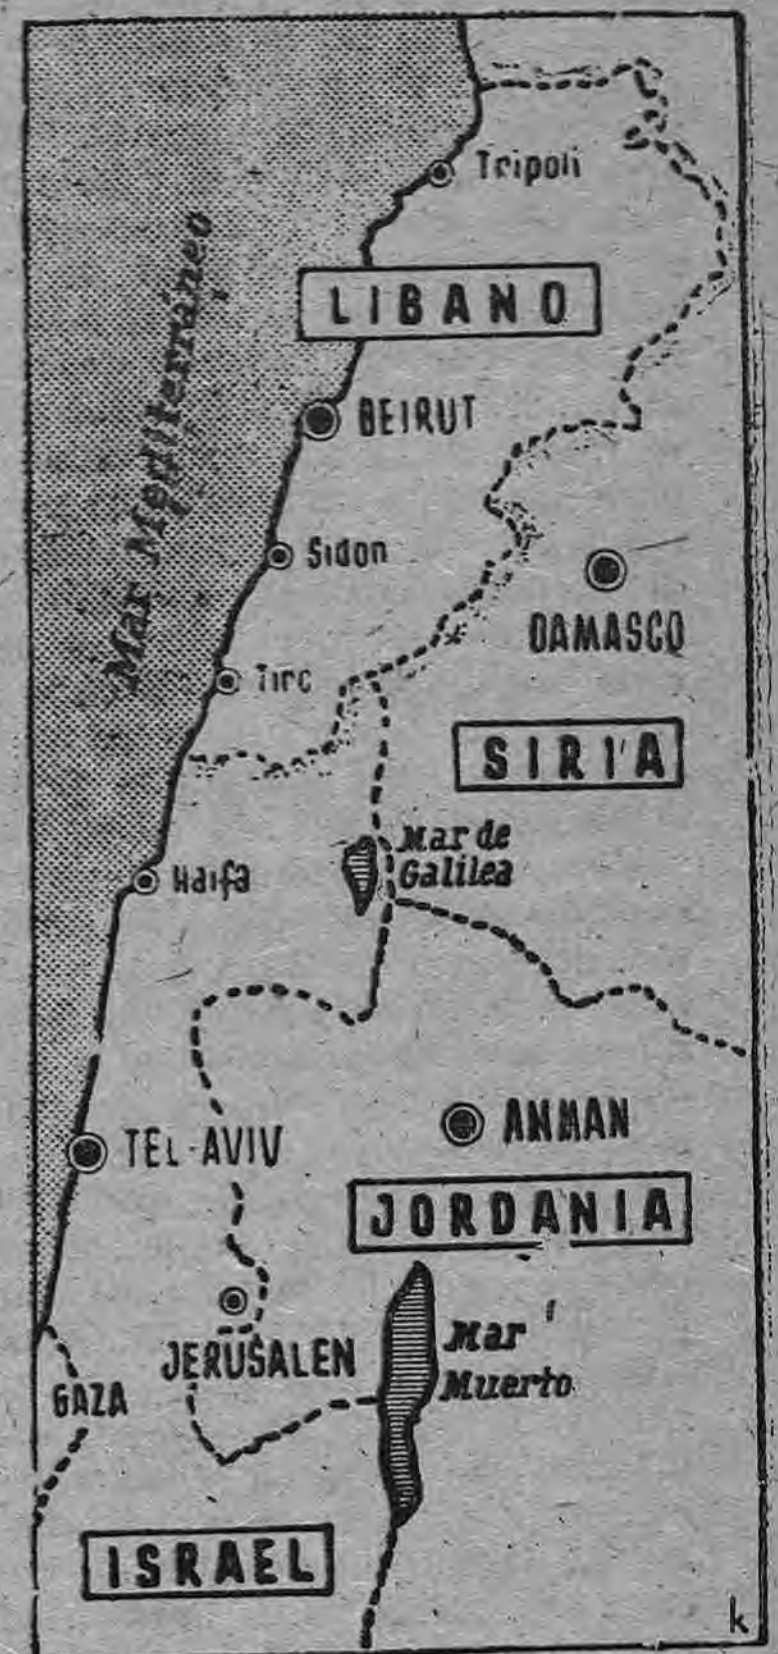 Tripoli
Mar Mediterráneo
LIBANO
BEIRUT
Sidon
DAMASCO
Tiro
SIRIA
Mar de
Galilea
Haifa
ANMAN
TEL-AVIV
JORDANIA
Mar
Muerto
JERUSALEN
GAZA
ISRAEL
k